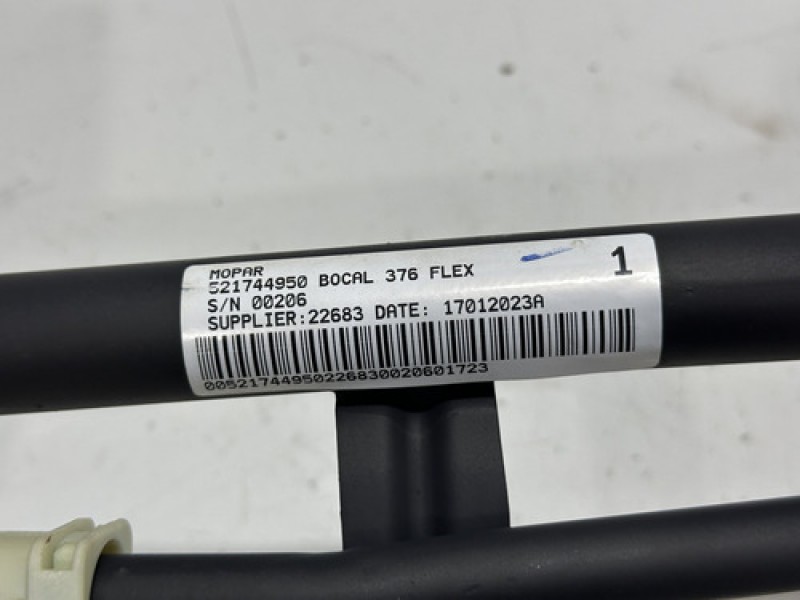 MOPAR
521744950 BOCAL 376 FLEX
1
S/N 00206
SUPPLIER:22683 DATE: 17012023A
00521744950226830020601723